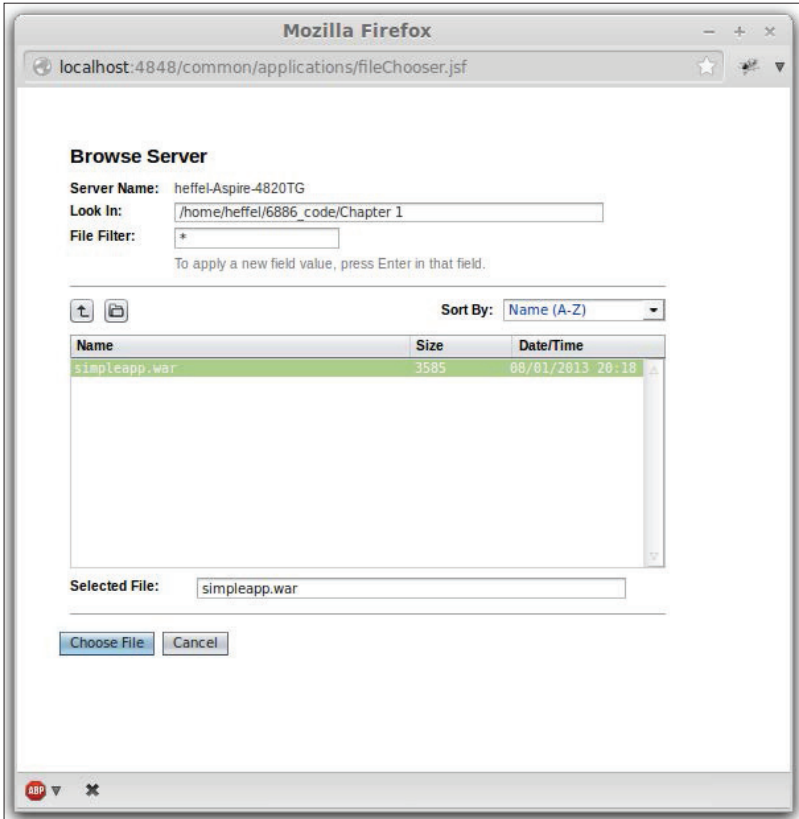 Mozilla Firefox
localhost:4848/common/applications/fileChooser.jsf
Browse Server
Server Name: heffel-Aspire-4820TG
Look In: /home/heffel/6886_code/Chapter 1
File Filter: *
To apply a new field value, press Enter in that field.
Sort By: Name (A-Z)
Name Size Date/Time
simpleapp.war 3585 08/01/2013 20:18
Selected File: simpleapp.war
Choose File Cancel
ABP